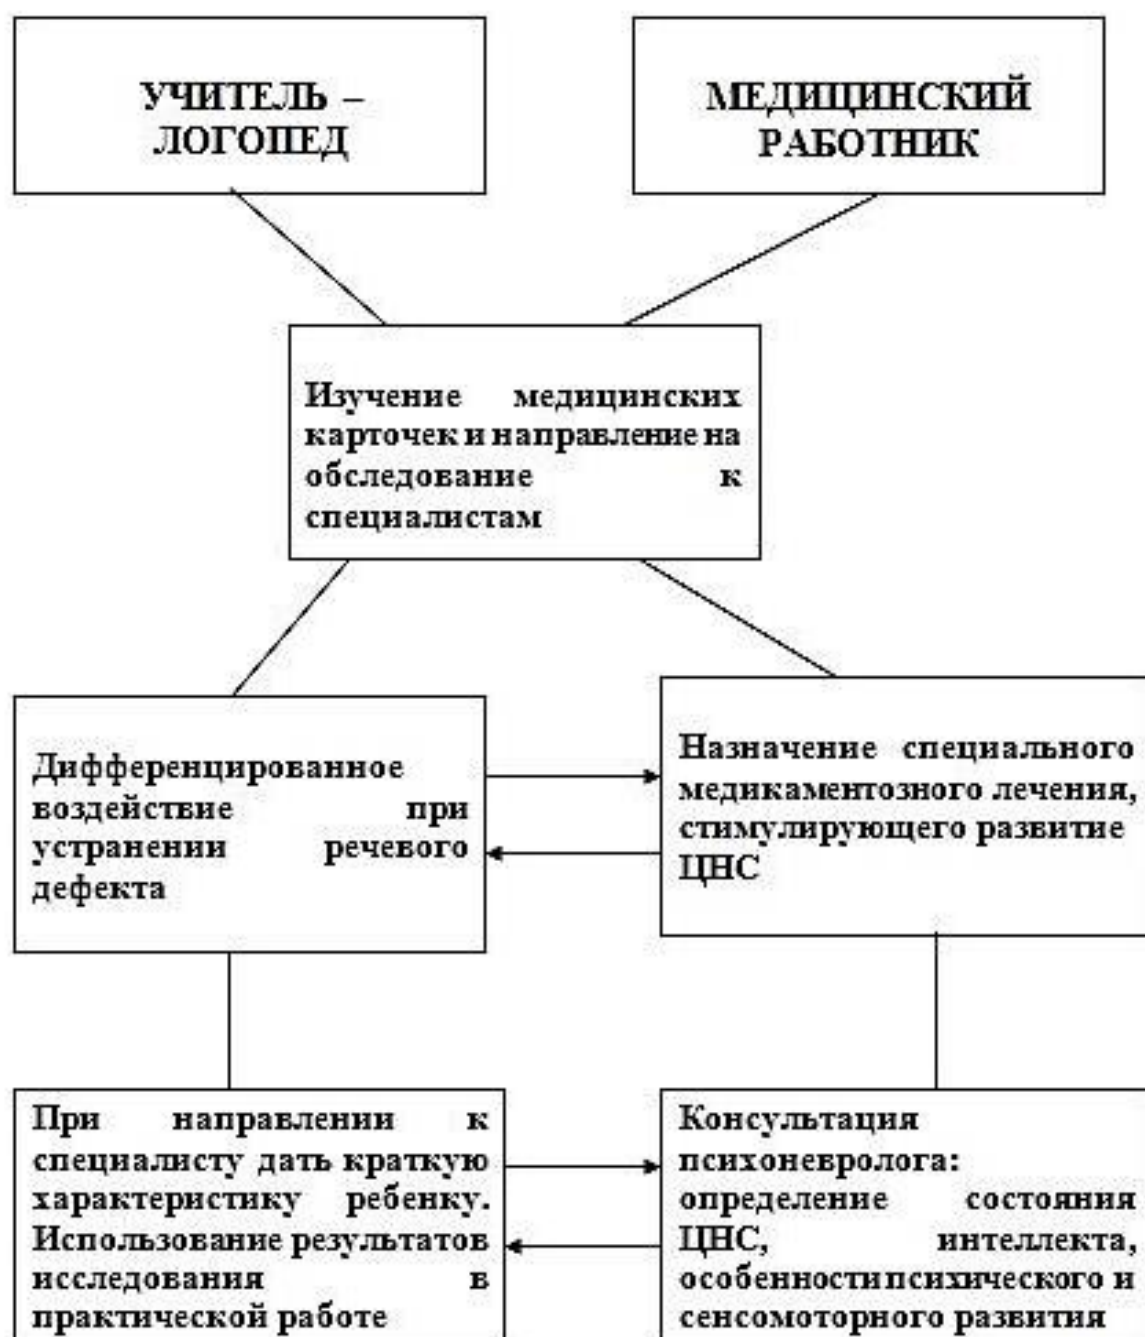 УЧИТЕЛЬ –
ЛОГОПЕД
МЕДИЦИНСКИЙ
РАБОТНИК
Изучение медицинских
карточек и направление на
обследование к
специалистам
Дифференцированное
воздействие при
устранении речевого
дефекта
Назначение специального
медикаментозного лечения,
стимулирующего развитие
ЦНС
При направлении к
специалисту дать краткую
характеристику ребенку.
Использование результатов
исследования в
практической работе
Консультация
психоневролога:
определение состояния
ЦНС, интеллекта,
особенности психического и
сенсомоторного развития